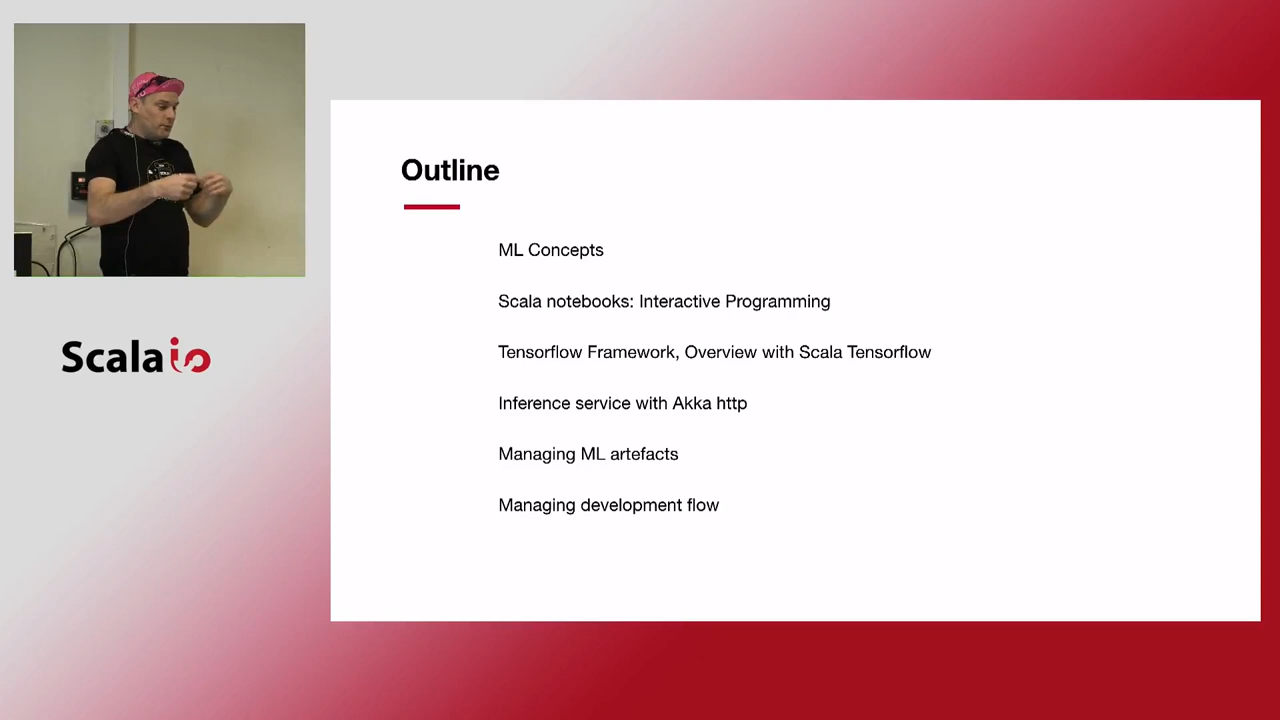 Outline
ML Concepts
Scala notebooks: Interactive Programming
Tensorflow Framework, Overview with Scala Tensorflow
Inference service with Akka http
Managing ML artefacts
Managing development flow
Scala io